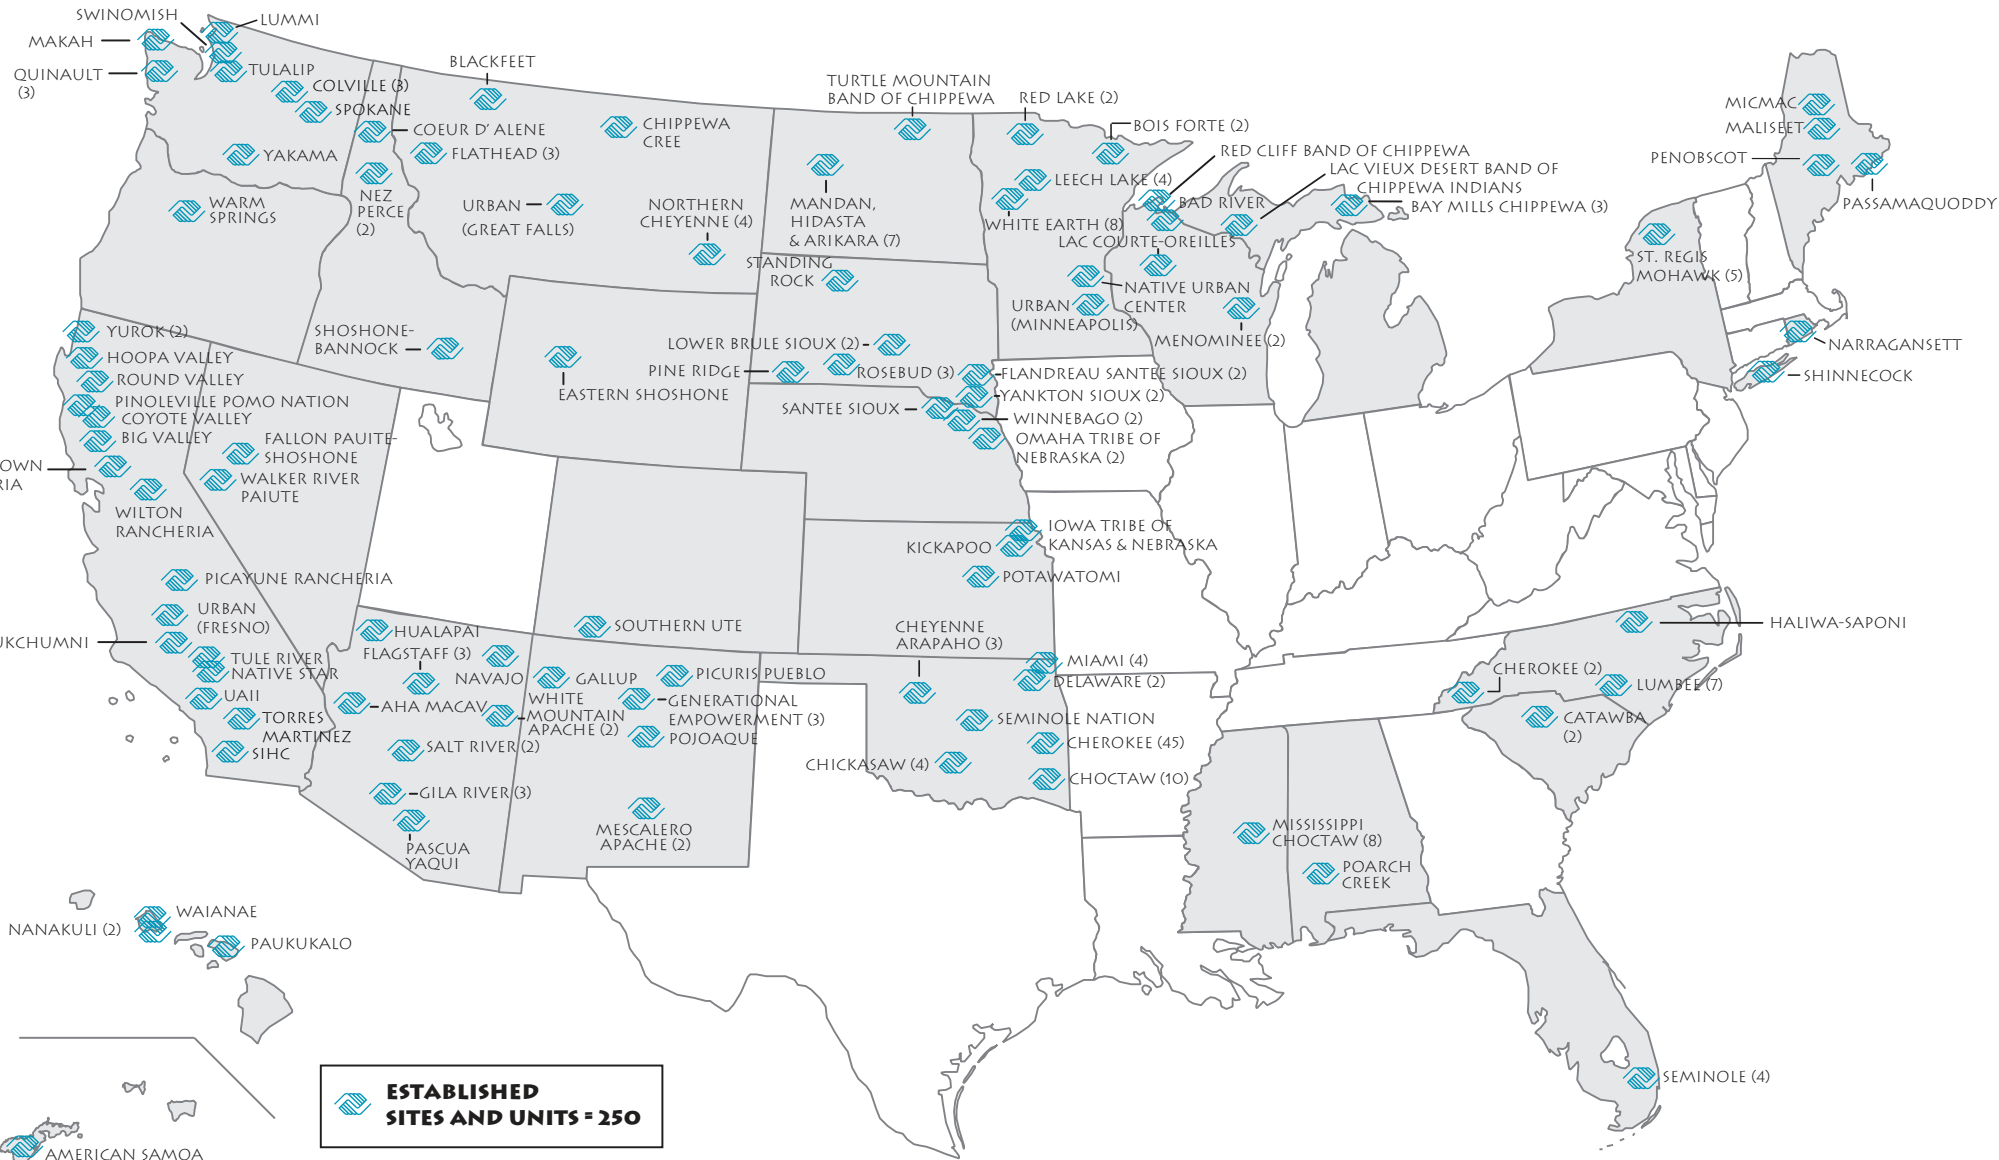 SWINOMISH
LUMMI
MAKAH
QUINAULT
(3)
TULALIP
COLVILLE (3)
SPOKANE
YAKAMA
WARM
SPRINGS
COEUR D' ALENE
FLATHEAD (3)
NEZ
PERCE
(2)
BLACKFEET
CHIPPEWA
CREE
URBAN
(GREAT FALLS)
NORTHERN
CHEYENNE (4)
TURTLE MOUNTAIN
BAND OF CHIPPEWA
MANDAN,
HIDASTA
& ARIKARA (7)
STANDING
ROCK
RED LAKE (2)
BOIS FORTE (2)
LEECH LAKE (4)
WHITE EARTH (8)
RED CLIFF BAND OF CHIPPEWA
LAC VIEUX DESERT BAND OF
CHIPPEWA INDIANS
BAY MILLS CHIPPEWA (3)
BAD RIVER
LAC COURTE-OREILLES
NATIVE URBAN
CENTER
URBAN
(MINNEAPOLIS)
MENOMINEE (2)
MICMAC
MALISEET
PENOBSCOT
PASSAMAQUODDY
ST. REGIS
MOHAWK (5)
NARRAGANSETT
SHINNECOCK
YUROK (2)
HOOPA VALLEY
ROUND VALLEY
PINOLEVILLE POMO NATION
COYOTE VALLEY
BIG VALLEY
OWN
RIA
WILTON
RANCHERIA
FALLON PAUITE-
SHOSHONE
WALKER RIVER
PAIUTE
SHOSHONE-
BANNOCK
EASTERN SHOSHONE
LOWER BRULE SIOUX (2)
PINE RIDGE
ROSEBUD (3)
FLANDREAU SANTEE SIOUX (2)
YANKTON SIOUX (2)
SANTEE SIOUX
WINNEBAGO (2)
OMAHA TRIBE OF
NEBRASKA (2)
IOWA TRIBE OF
KANSAS & NEBRASKA
KICKAPOO
POTAWATOMI
PICAYUNE RANCHERIA
URBAN
(FRESNO)
UKCHUMNI
TULE RIVER
NATIVE STAR
UAII
TORRES
MARTINEZ
SIHC
HUALAPAI
FLAGSTAFF (3)
NAVAJO
AHA MACAV
WHITE
MOUNTAIN
APACHE (2)
SALT RIVER (2)
GILA RIVER (3)
PASCUA
YAQUI
SOUTHERN UTE
GALLUP
PICURIS PUEBLO
GENERATIONAL
EMPOWERMENT (3)
POJOAQUE
MESCALERO
APACHE (2)
CHEYENNE
ARAPAHO (3)
MIAMI (4)
DELAWARE (2)
SEMINOLE NATION
CHEROKEE (45)
CHICKASAW (4)
CHOCTAW (10)
HALIWA-SAPONI
CHEROKEE (2)
LUMBEE (7)
CATAWBA
(2)
MISSISSIPPI
CHOCTAW (8)
POARCH
CREEK
SEMINOLE (4)
WAIANAE
NANAKULI (2)
PAUKUKALO
AMERICAN SAMOA
ESTABLISHED
SITES AND UNITS = 250